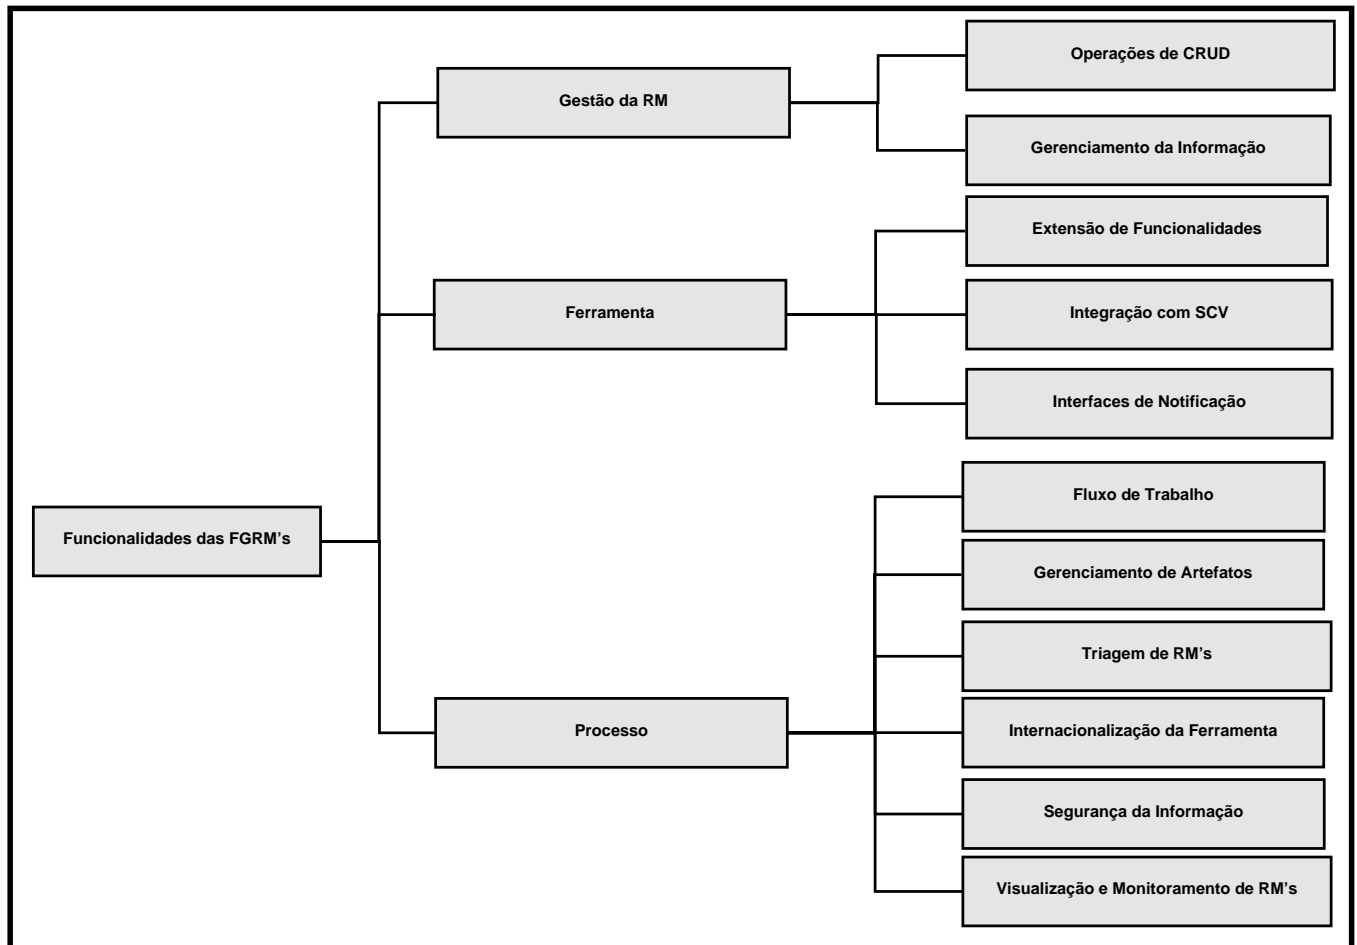 Funcionalidades das FGRM’s
Gestão da RM
Operações de CRUD
Gerenciamento da Informação
Ferramenta
Extensão de Funcionalidades
Integração com SCV
Interfaces de Notificação
Processo
Fluxo de Trabalho
Gerenciamento de Artefatos
Triagem de RM’s
Internacionalização da Ferramenta
Segurança da Informação
Visualização e Monitoramento de RM’s